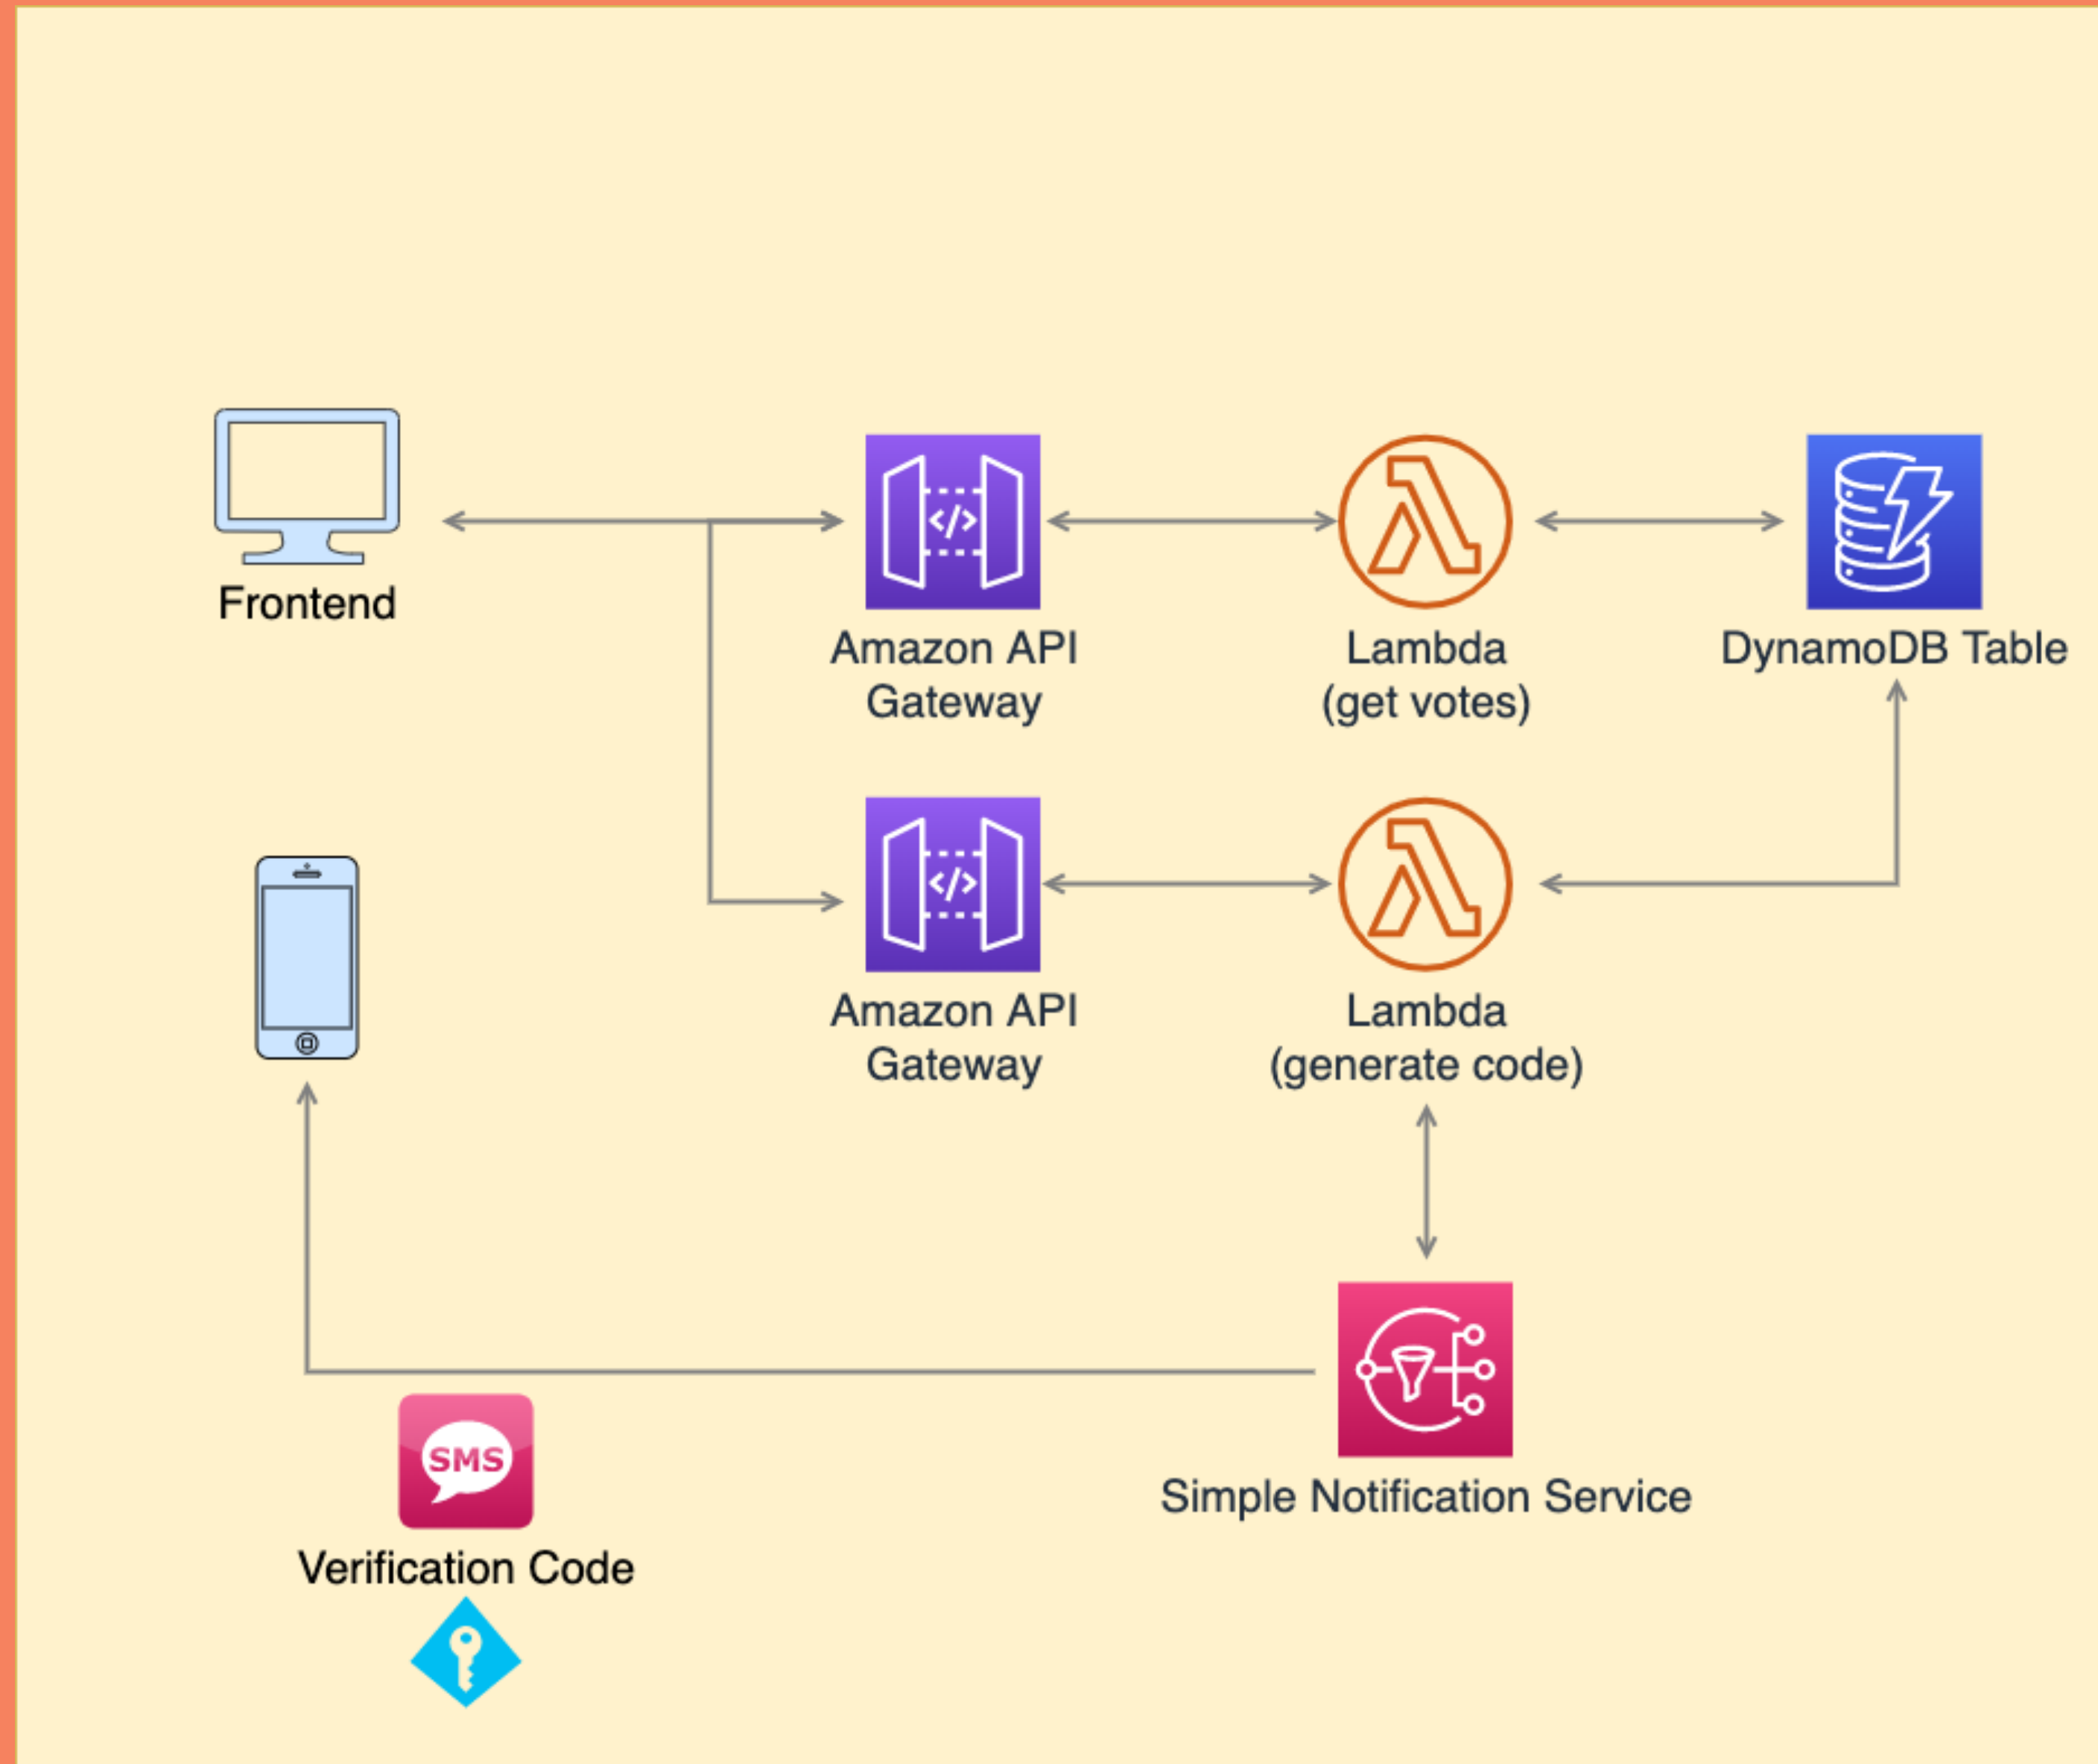 Frontend
Amazon API
Gateway
Lambda
(get votes)
DynamoDB Table
Amazon API
Gateway
Lambda
(generate code)
Simple Notification Service
SMS
Verification Code